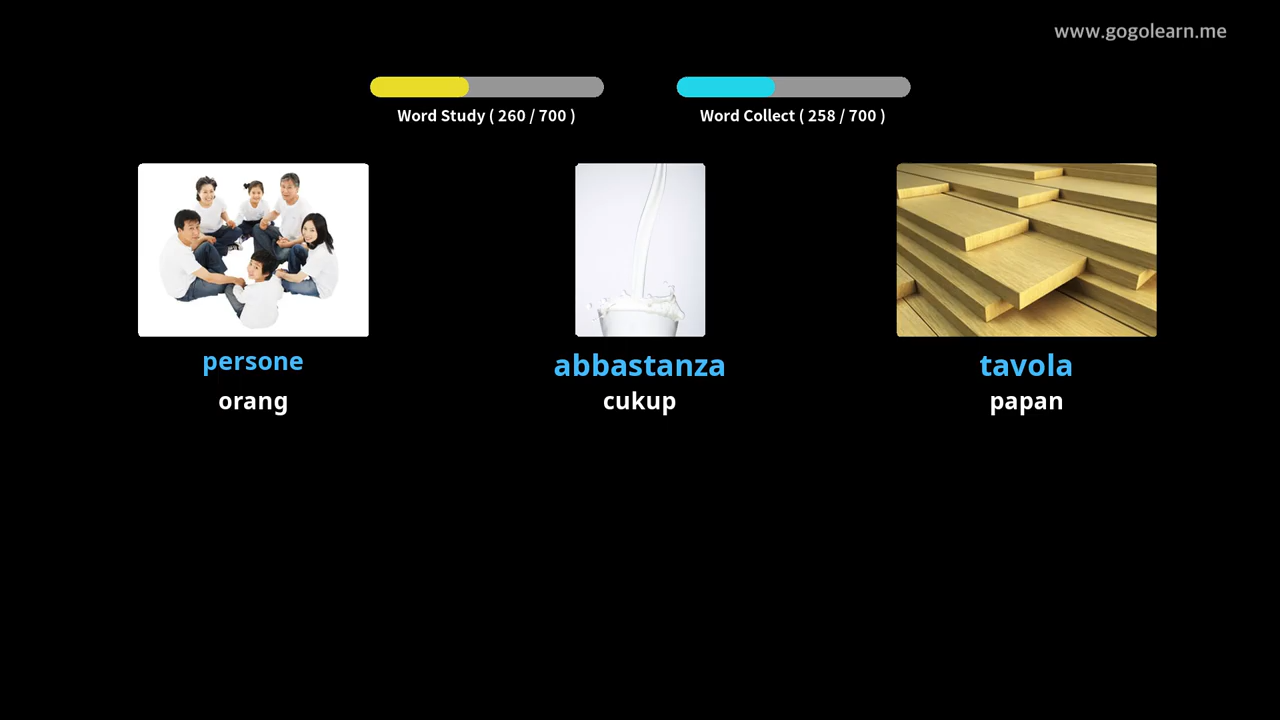 www.gogolearn.me
Word Study ( 260 / 700 )
Word Collect ( 258 / 700 )
persone
orang
abbastanza
cukup
tavola
papan